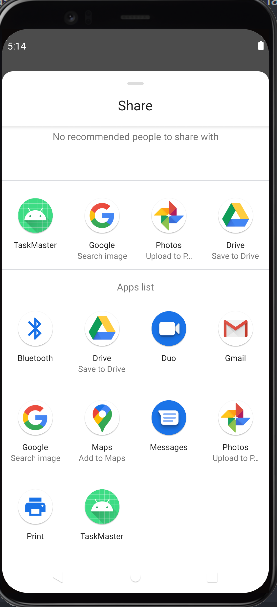 5:14
Share
No recommended people to share with
TaskMaster
Google
Photos
Drive
Search image
Upload to P...
Save to Drive
Apps list
Bluetooth
Drive
Duo
Gmail
Save to Drive
Google
Maps
Messages
Photos
Search image
Add to Maps
Upload to P...
Print
TaskMaster